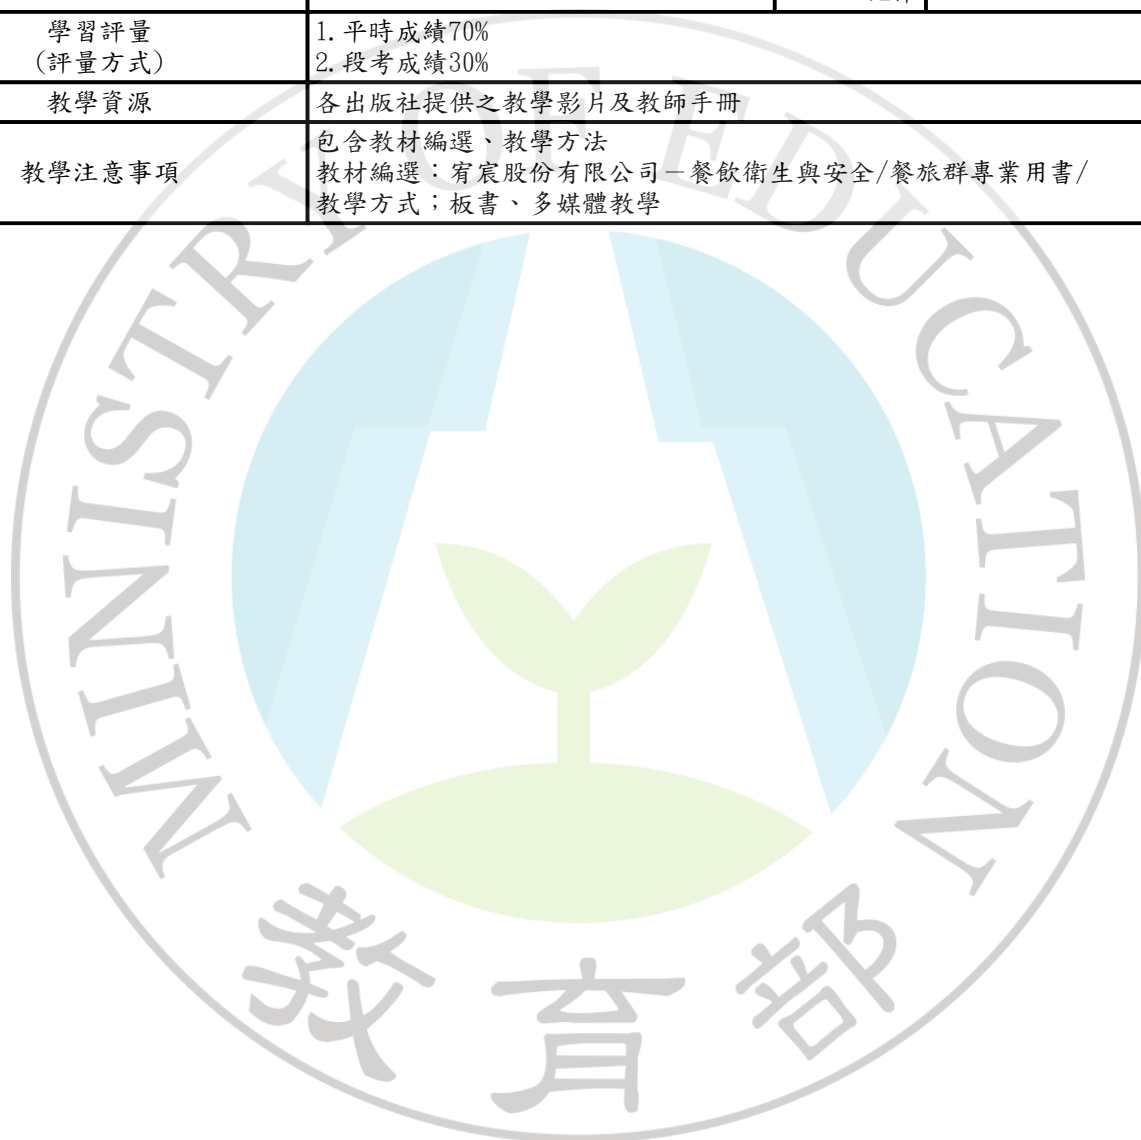 學習評量
(評量方式)
1.平時成績70%
2.段考成績30%
教學資源
各出版社提供之教學影片及教師手冊
教學注意事項
包含教材編選、教學方法
教材編選：宥宸股份有限公司－餐飲衛生與安全/餐旅群專業用書/
教學方式；板書、多媒體教學
MINISTRY OF EDUCATION
教育部